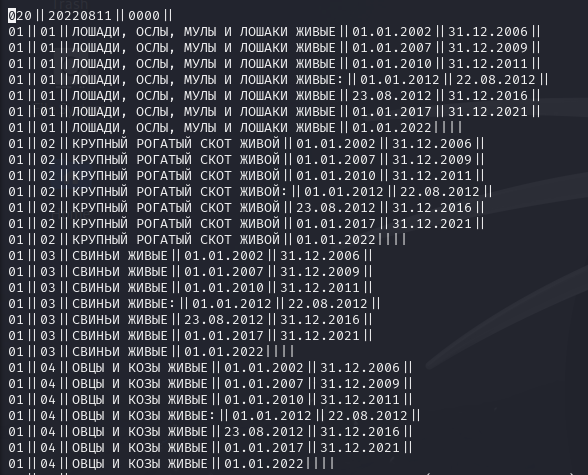 020||20220811||0000||
01||01||ЛОШАДИ, ОСЛЫ, МУЛЫ И ЛОШАКИ ЖИВЫЕ||01.01.2002||31.12.2006||
01||01||ЛОШАДИ, ОСЛЫ, МУЛЫ И ЛОШАКИ ЖИВЫЕ||01.01.2007||31.12.2009||
01||01||ЛОШАДИ, ОСЛЫ, МУЛЫ И ЛОШАКИ ЖИВЫЕ||01.01.2010||31.12.2011||
01||01||ЛОШАДИ, ОСЛЫ, МУЛЫ И ЛОШАКИ ЖИВЫЕ:||01.01.2012||22.08.2012||
01||01||ЛОШАДИ, ОСЛЫ, МУЛЫ И ЛОШАКИ ЖИВЫЕ||23.08.2012||31.12.2016||
01||01||ЛОШАДИ, ОСЛЫ, МУЛЫ И ЛОШАКИ ЖИВЫЕ||01.01.2017||31.12.2021||
01||01||ЛОШАДИ, ОСЛЫ, МУЛЫ И ЛОШАКИ ЖИВЫЕ||01.01.2022||||
01||02||КРУПНЫЙ РОГАТЫЙ СКОТ ЖИВОЙ||01.01.2002||31.12.2006||
01||02||КРУПНЫЙ РОГАТЫЙ СКОТ ЖИВОЙ||01.01.2007||31.12.2009||
01||02||КРУПНЫЙ РОГАТЫЙ СКОТ ЖИВОЙ||01.01.2010||31.12.2011||
01||02||КРУПНЫЙ РОГАТЫЙ СКОТ ЖИВОЙ:||01.01.2012||22.08.2012||
01||02||КРУПНЫЙ РОГАТЫЙ СКОТ ЖИВОЙ||23.08.2012||31.12.2016||
01||02||КРУПНЫЙ РОГАТЫЙ СКОТ ЖИВОЙ||01.01.2017||31.12.2021||
01||02||КРУПНЫЙ РОГАТЫЙ СКОТ ЖИВОЙ||01.01.2022||||
01||03||СВИНЬИ ЖИВЫЕ||01.01.2002||31.12.2006||
01||03||СВИНЬИ ЖИВЫЕ||01.01.2007||31.12.2009||
01||03||СВИНЬИ ЖИВЫЕ||01.01.2010||31.12.2011||
01||03||СВИНЬИ ЖИВЫЕ:||01.01.2012||22.08.2012||
01||03||СВИНЬИ ЖИВЫЕ||23.08.2012||31.12.2016||
01||03||СВИНЬИ ЖИВЫЕ||01.01.2017||31.12.2021||
01||03||СВИНЬИ ЖИВЫЕ||01.01.2022||||
01||04||ОВЦЫ И КОЗЫ ЖИВЫЕ||01.01.2002||31.12.2006||
01||04||ОВЦЫ И КОЗЫ ЖИВЫЕ||01.01.2007||31.12.2009||
01||04||ОВЦЫ И КОЗЫ ЖИВЫЕ||01.01.2010||31.12.2011||
01||04||ОВЦЫ И КОЗЫ ЖИВЫЕ:||01.01.2012||22.08.2012||
01||04||ОВЦЫ И КОЗЫ ЖИВЫЕ||23.08.2012||31.12.2016||
01||04||ОВЦЫ И КОЗЫ ЖИВЫЕ||01.01.2017||31.12.2021||
01||04||ОВЦЫ И КОЗЫ ЖИВЫЕ||01.01.2022||||